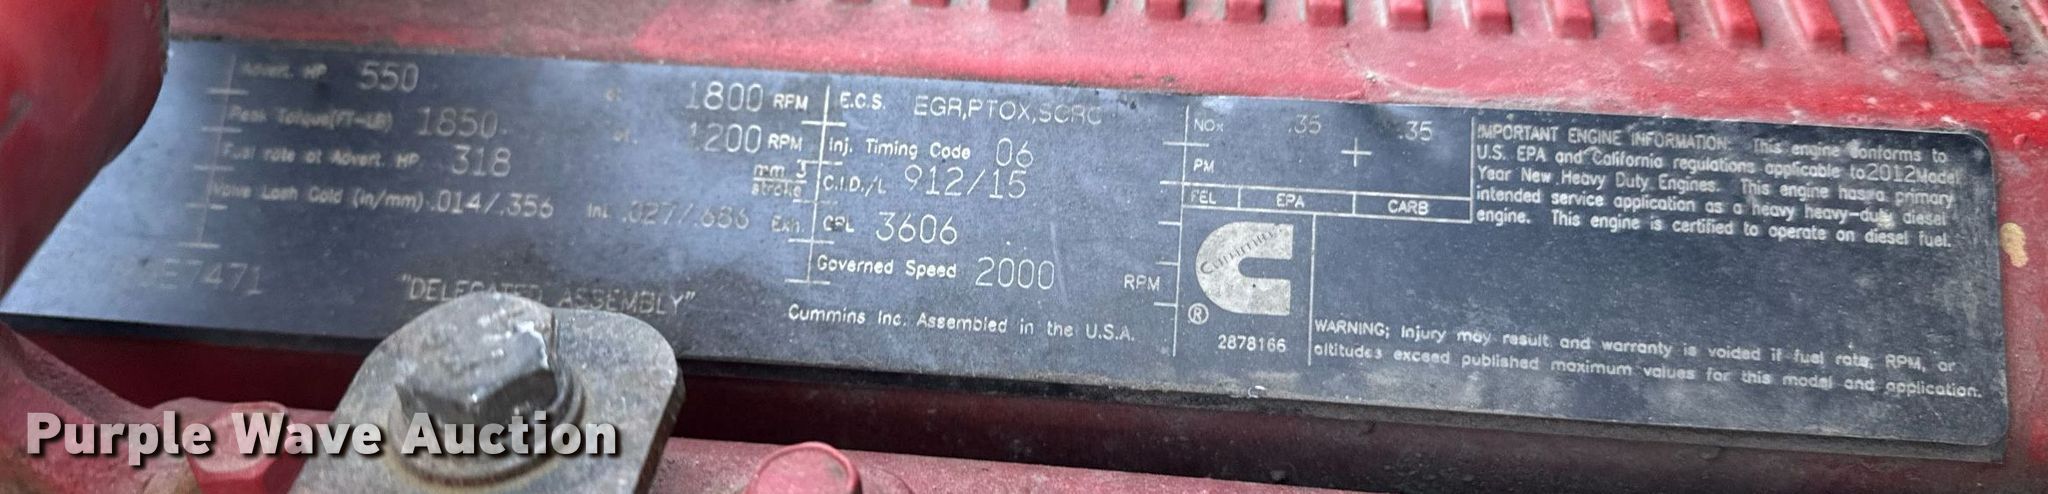 Advert. HP 550 at 1800 RPM
Peak Torque(FT-LB) 1850 at 1200 RPM
Fuel rate at Advert. HP 318 mm 3 stroke
Valve Lash Cold (in/mm) .014/.356 Int. .027/.686 Exh.
E7471
"DELEGATED ASSEMBLY"
E.C.S. EGR,PTOX,SCRC
Inj. Timing Code 06
C.I.D./L 912/15
CPL 3606
Governed Speed 2000 RPM
Cummins Inc. Assembled in the U.S.A.
NOx .35 .35
PM +
FEL EPA CARB
Cummins
®
2878166
IMPORTANT ENGINE INFORMATION: This engine conforms to
U.S. EPA and California regulations applicable to 2012 Model
Year New Heavy Duty Engines. This engine has a primary
intended service application as a heavy heavy-duty diesel
engine. This engine is certified to operate on diesel fuel.
WARNING; Injury may result and warranty is voided if fuel rate, RPM, or
altitudes exceed published maximum values for this model and application.
Purple Wave Auction